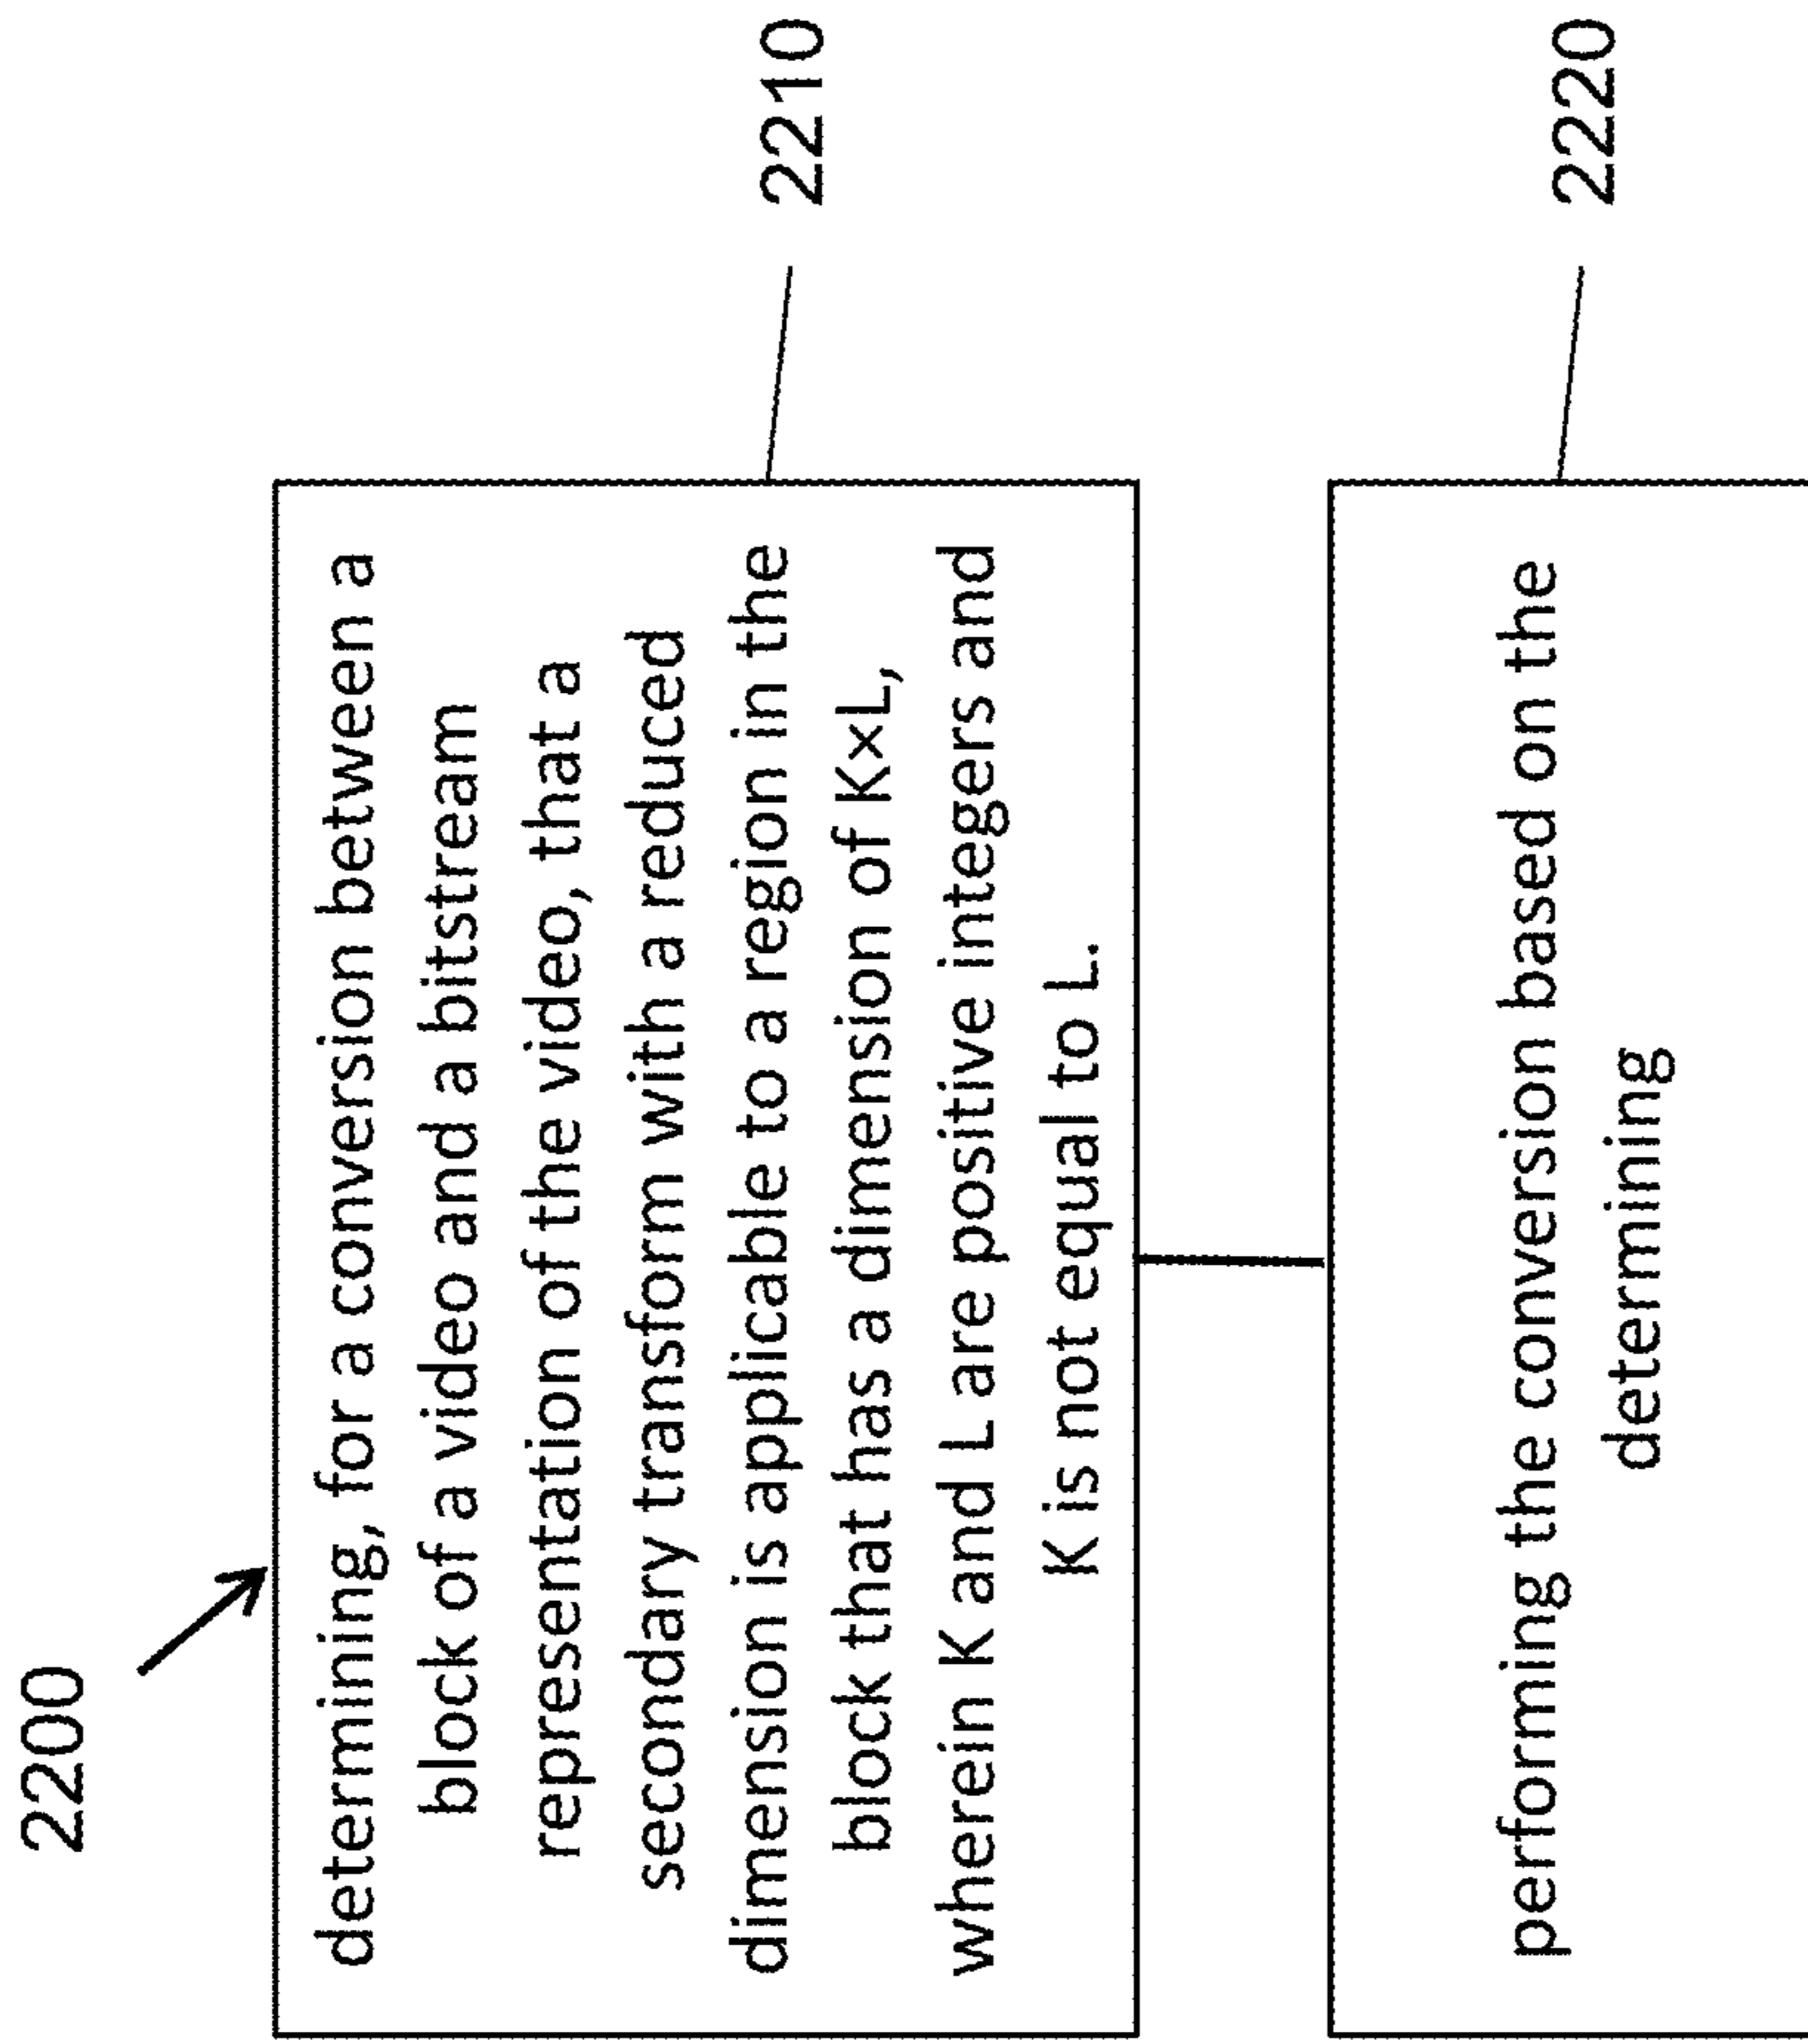 2200
determining, for a conversion between a
block of a video and a bitstream
representation of the video, that a
secondary transform with a reduced
dimension is applicable to a region in the
block that has a dimension of K×L,
wherein K and L are positive integers and
K is not equal to L.
2210
performing the conversion based on the
determining
2220